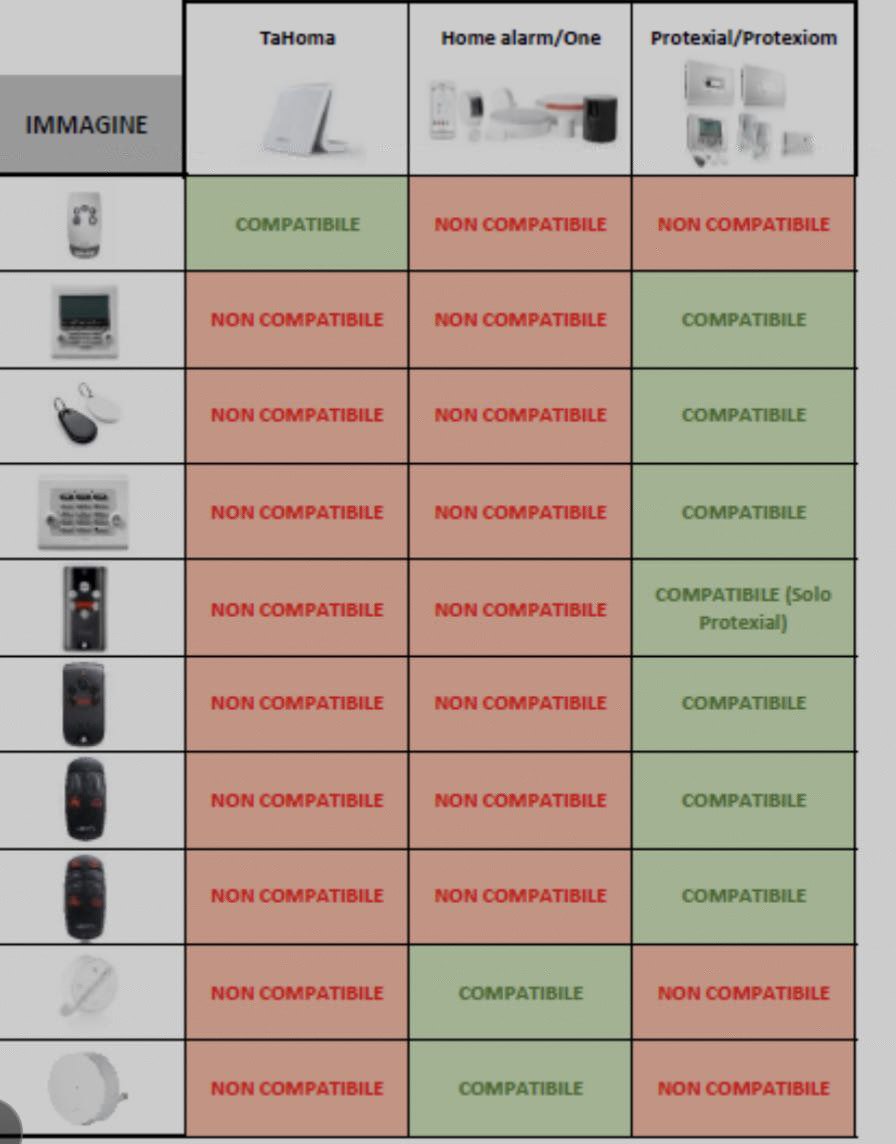 TaHoma Home alarm/One Protexial/Protexiom
IMMAGINE
COMPATIBILE NON COMPATIBILE NON COMPATIBILE
NON COMPATIBILE NON COMPATIBILE COMPATIBILE
NON COMPATIBILE NON COMPATIBILE COMPATIBILE
NON COMPATIBILE NON COMPATIBILE COMPATIBILE
NON COMPATIBILE NON COMPATIBILE COMPATIBILE (Solo
Protexial)
NON COMPATIBILE NON COMPATIBILE COMPATIBILE
NON COMPATIBILE NON COMPATIBILE COMPATIBILE
NON COMPATIBILE NON COMPATIBILE COMPATIBILE
NON COMPATIBILE COMPATIBILE NON COMPATIBILE
NON COMPATIBILE COMPATIBILE NON COMPATIBILE